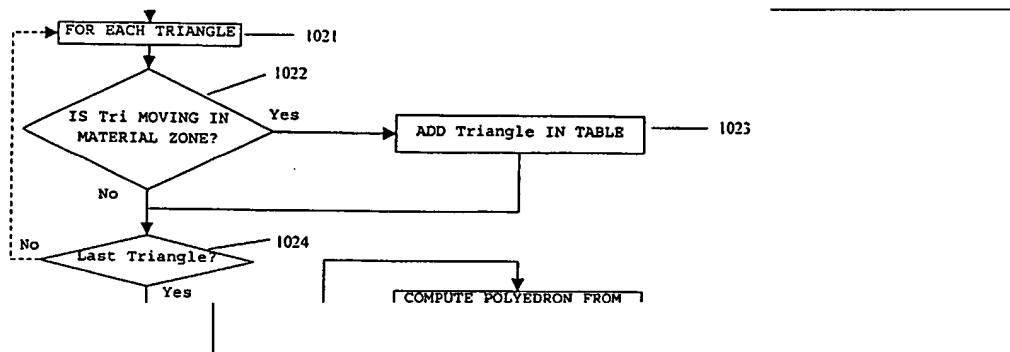 FOR EACH TRIANGLE
1021
1022
IS Tri MOVING IN
MATERIAL ZONE?
Yes
ADD Triangle IN TABLE
1023
No
No
Last Triangle?
1024
Yes
COMPUTE POLYEDRON FROM